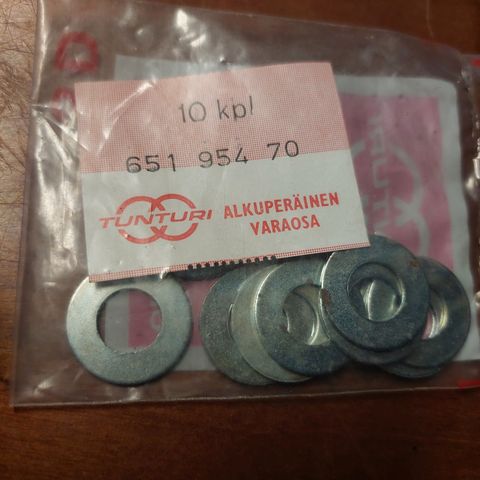 10 kpl
651 954 70
TUNTURI
ALKUPERÄINEN
VARAOSA